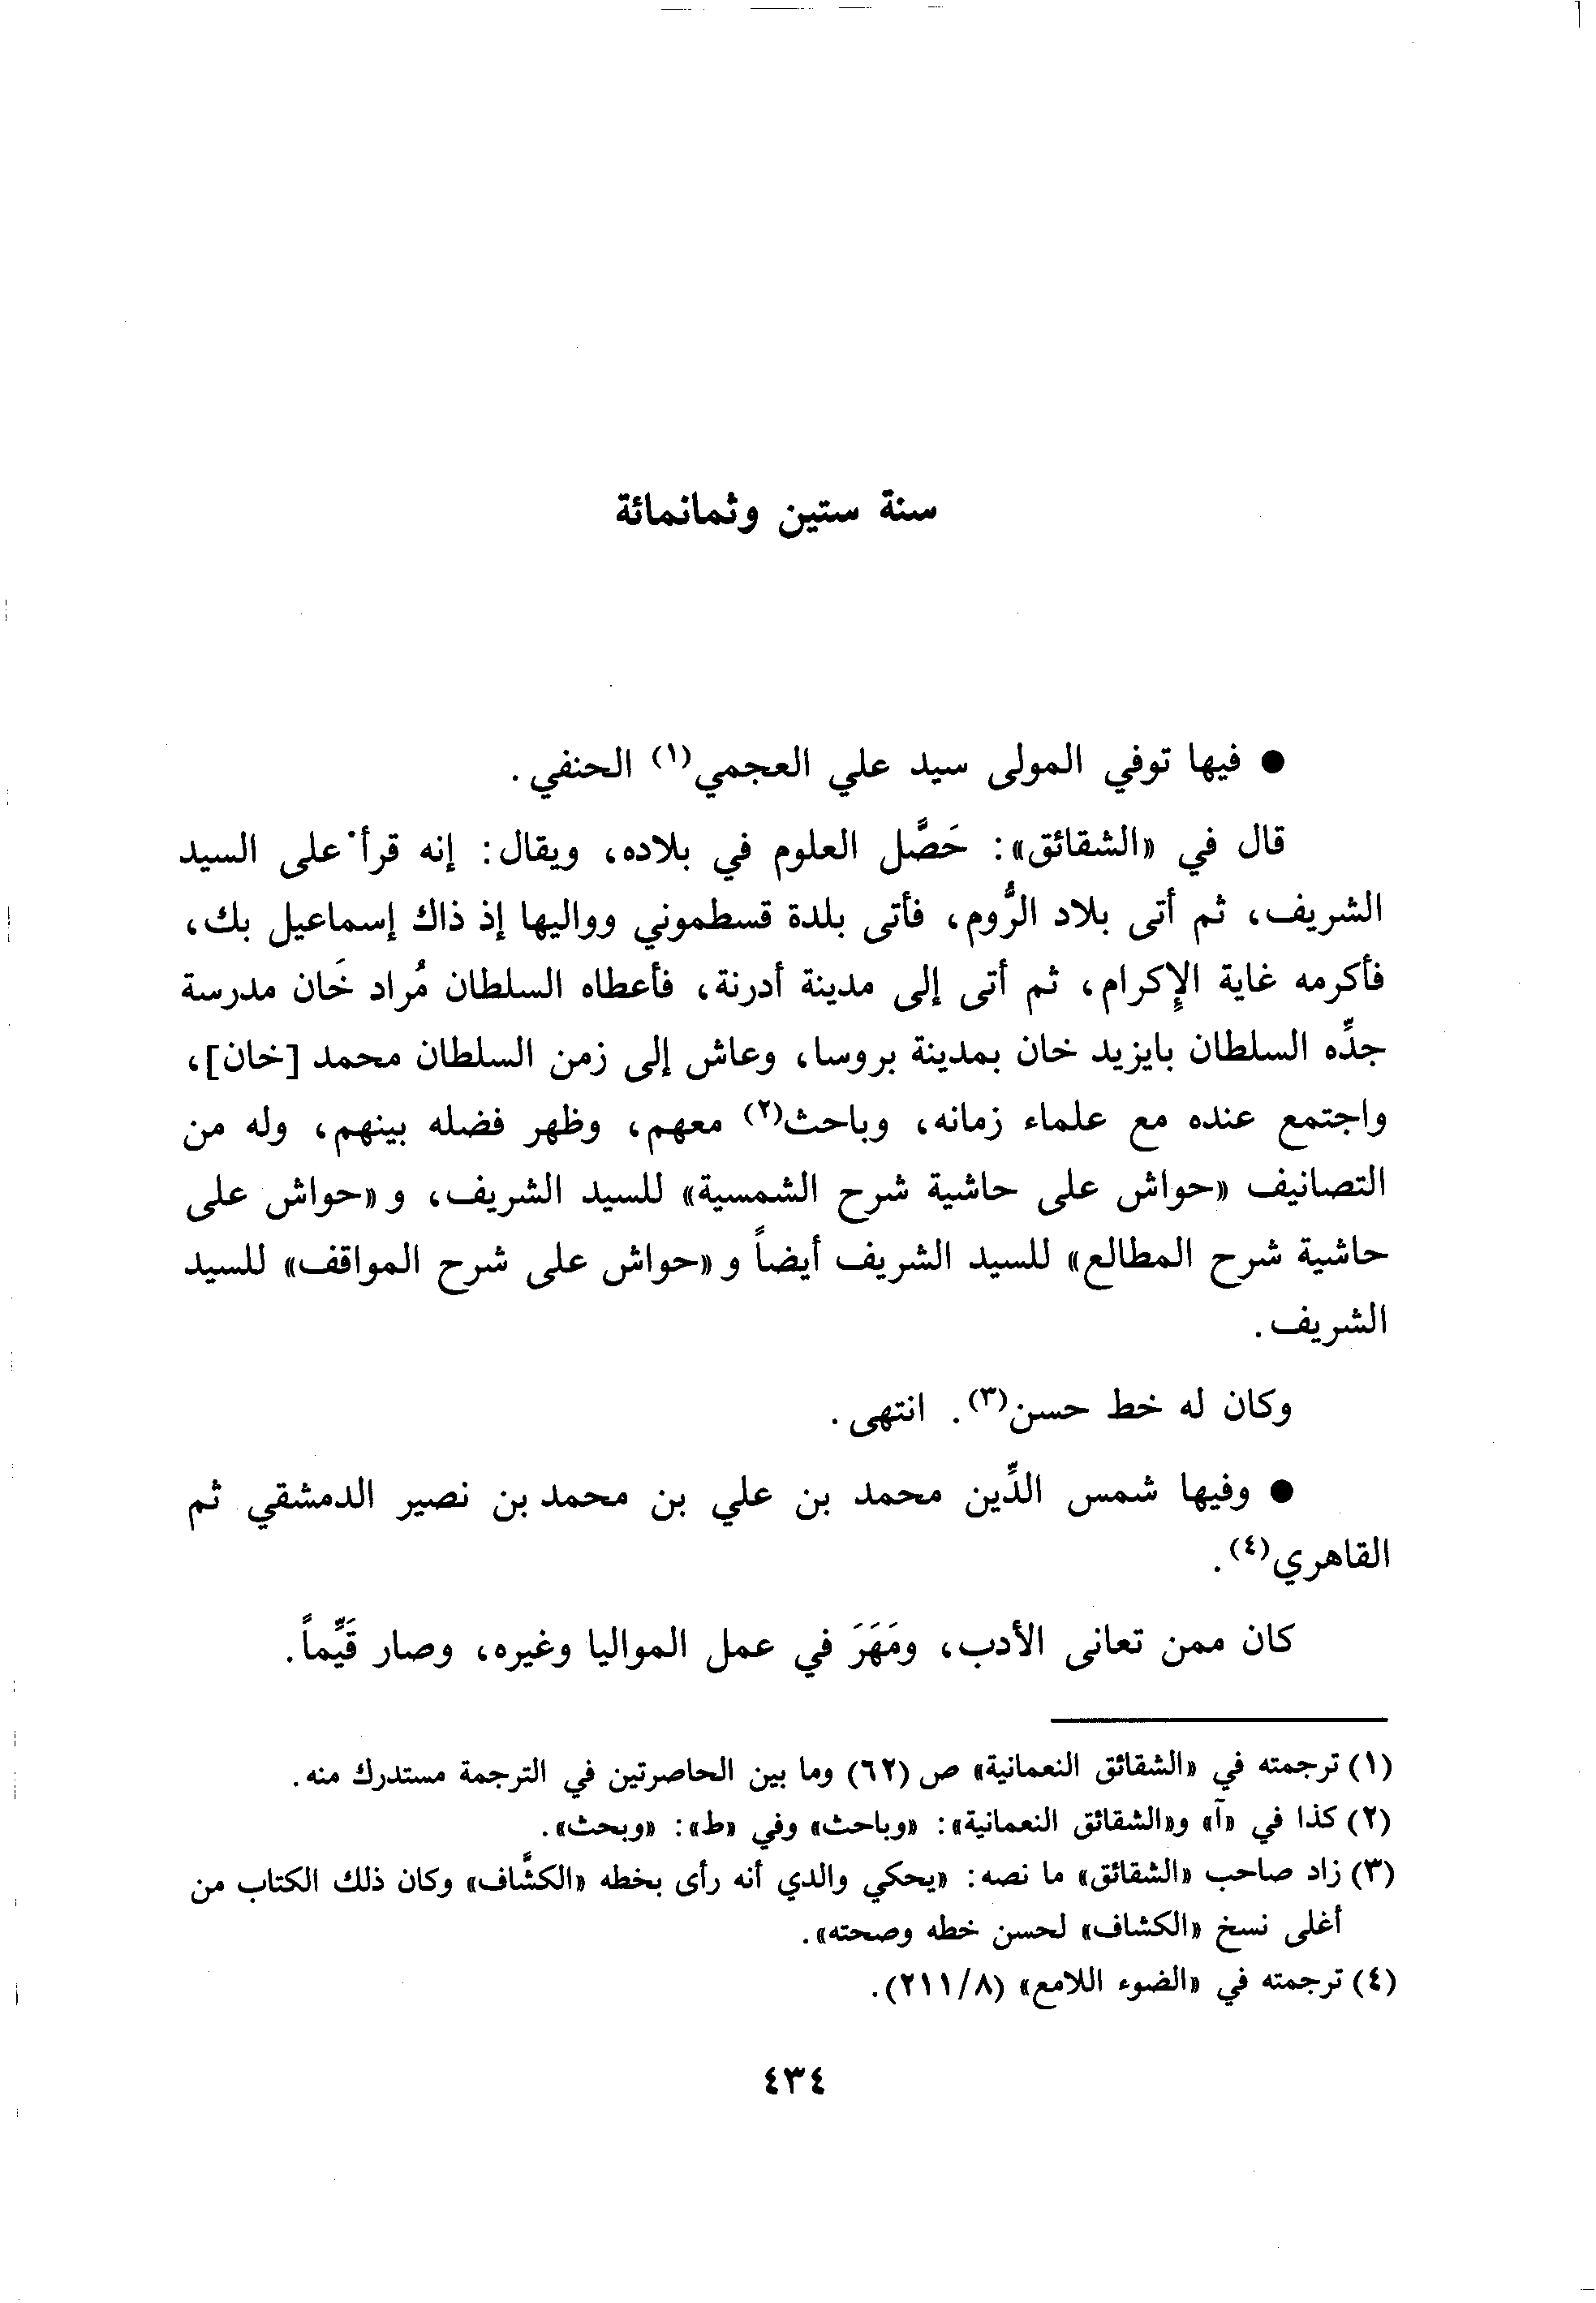 سنة ستين وثمانمائة
● فيها توفي المولى سيد علي العجمي(١) الحنفي.
قال في «الشقائق»: حَصَّل العلوم في بلاده، ويقال: إنه قرأ على السيد
الشريف، ثم أتى بلاد الرُّوم، فأتى بلدة قسطموني وواليها إذ ذاك إسماعيل بك،
فأكرمه غاية الإكرام، ثم أتى إلى مدينة أدرنة، فأعطاه السلطان مُراد خَان مدرسة
جدِّه السلطان بايزيد خان بمدينة بروسا، وعاش إلى زمن السلطان محمد [خان]،
واجتمع عنده مع علماء زمانه، وباحث(٢) معهم، وظهر فضله بينهم، وله من
التصانيف «حواش على حاشية شرح الشمسية» للسيد الشريف، و «حواش على
حاشية شرح المطالع» للسيد الشريف أيضاً و «حواش على شرح المواقف» للسيد
الشريف.
وكان له خط حسن(٣). انتهى.
● وفيها شمس الدِّين محمد بن علي بن محمد بن نصير الدمشقي ثم
القاهري(٤).
كان ممن تعانى الأدب، ومَهَرَ في عمل المواليا وغيره، وصار قَيِّماً.
(١) ترجمته في «الشقائق النعمانية» ص (٦٢) وما بين الحاصرتين في الترجمة مستدرك منه.
(٢) كذا في «آ» و«الشقائق النعمانية»: «وباحث» وفي «ط»: «وبحث».
(٣) زاد صاحب «الشقائق» ما نصه: «يحكي والدي أنه رأى بخطه «الكشَّاف» وكان ذلك الكتاب من
أغلى نسخ «الكشاف» لحسن خطه وصحته».
(٤) ترجمته في «الضوء اللامع» (٨/٢١١).
٤٣٤